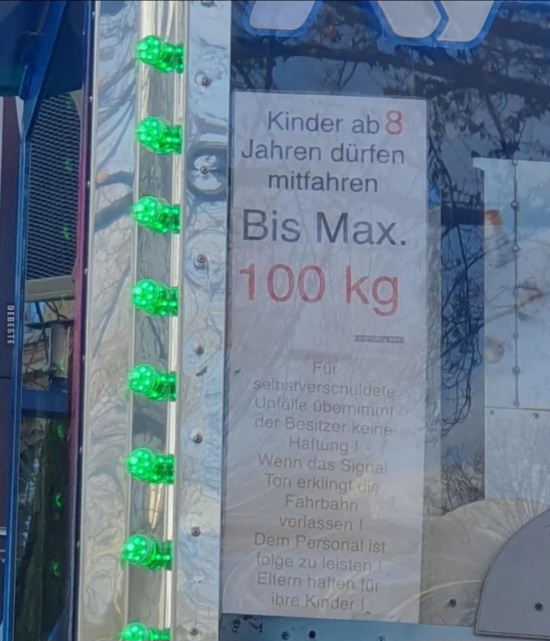 Kinder ab 8
Jahren dürfen
mitfahren
Bis Max.
100 kg
Für
selbstverschuldete
Unfälle übernimmt
der Besitzer keine
Haftung !
Wenn das Signal
Ton erklingt die
Fahrbahn
verlassen !
Dem Personal ist
folge zu leisten !
Eltern haften für
ihre Kinder !
DEBESTE